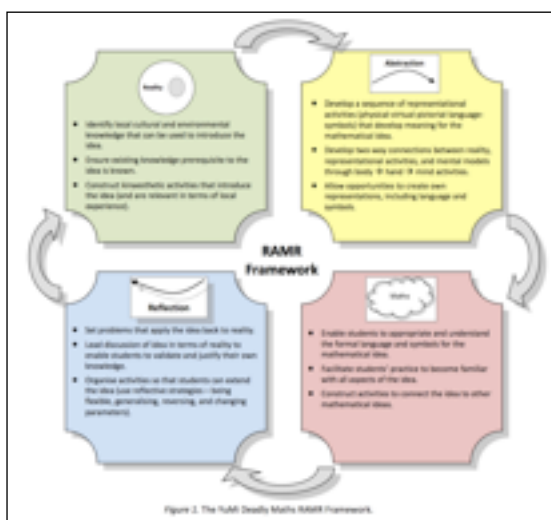 Reality
Identify local cultural and environmental
knowledge that can be used to introduce the
idea.
Ensure existing knowledge prerequisite to the
idea is known.
Construct kinaesthetic activities that introduce
the idea (and are relevant in terms of local
experience).
Abstraction
Develop a sequence of representational
activities (physical virtual pictorial language-
symbols) that develop meaning for the
mathematical idea.
Develop two way connections between reality,
representational activities, and mental models
through body → hand → mind activities.
Allow opportunities to create own
representations, including language and
symbols.
RAMR
Framework
Reflection
Set problems that apply the idea back to reality.
Lead discussion of idea in terms of reality to
enable students to validate and justify their own
knowledge.
Organise activities so that students can extend
the idea (use reflective strategies – being
flexible, generalising, reversing, and changing
parameters).
Maths
Enable students to appropriate and understand
the formal language and symbols for the
mathematical idea.
Facilitate students' practice to become familiar
with all aspects of the idea.
Construct activities to connect the idea to other
mathematical ideas.
Figure 2. The YuMi Deadly Maths RAMR Framework.